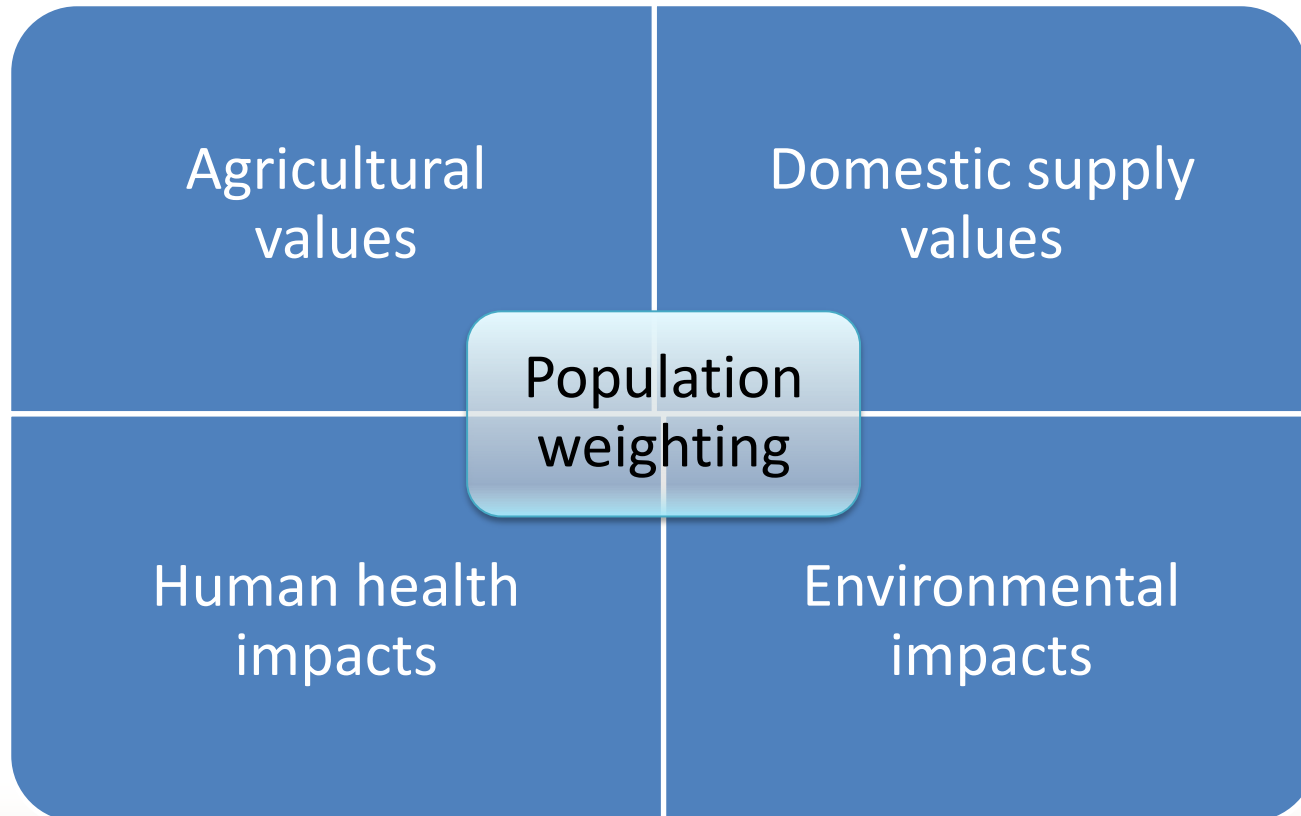 Agricultural
values
Domestic supply
values
Population
weighting
Human health
impacts
Environmental
impacts